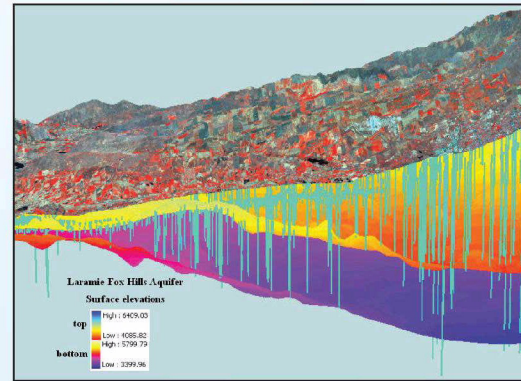 Laramie Fox Hills Aquifer
Surface elevations
top
High : 6409.03
Low : 4085.82
bottom
High : 5799.79
Low : 3399.96